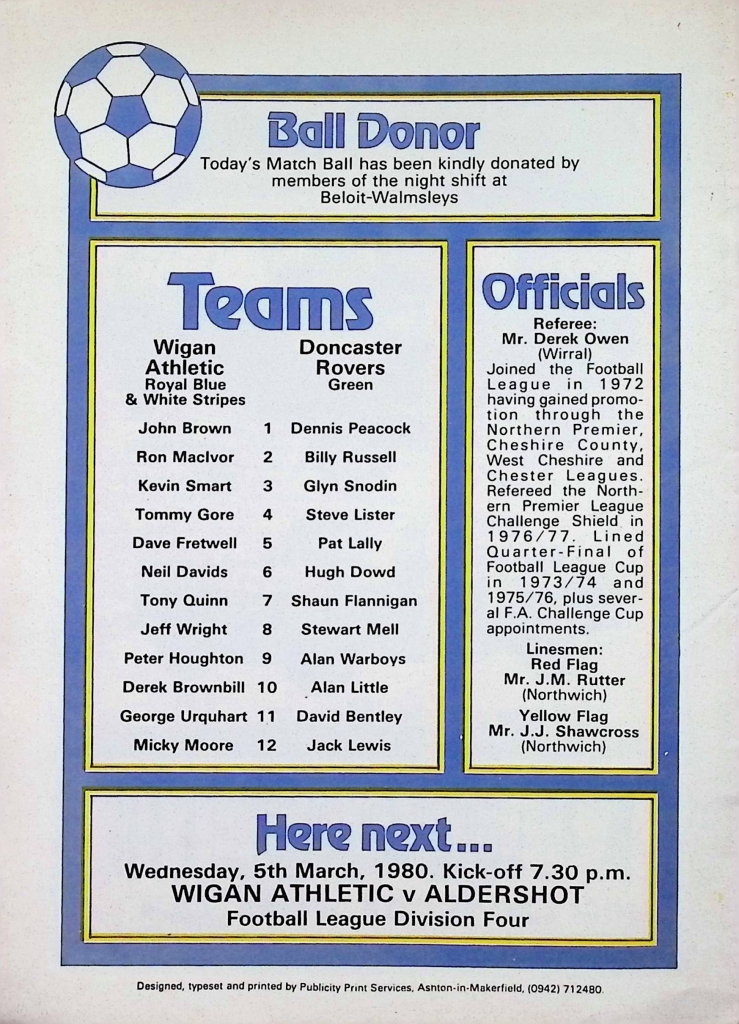 Ball Donor
Today's Match Ball has been kindly donated by
members of the night shift at
Beloit-Walmsleys
Teams
Wigan
Athletic
Royal Blue
& White Stripes
Doncaster
Rovers
Green
John Brown 1 Dennis Peacock
Ron MacIvor 2 Billy Russell
Kevin Smart 3 Glyn Snodin
Tommy Gore 4 Steve Lister
Dave Fretwell 5 Pat Lally
Neil Davids 6 Hugh Dowd
Tony Quinn 7 Shaun Flannigan
Jeff Wright 8 Stewart Mell
Peter Houghton 9 Alan Warboys
Derek Brownbill 10 Alan Little
George Urquhart 11 David Bentley
Micky Moore 12 Jack Lewis
Officials
Referee:
Mr. Derek Owen
(Wirral)
Joined the Football
League in 1972
having gained promo-
tion through the
Northern Premier,
Cheshire County,
West Cheshire and
Chester Leagues.
Refereed the North-
ern Premier League
Challenge Shield in
1976/77. Lined
Quarter-Final of
Football League Cup
in 1973/74 and
1975/76, plus sever-
al F.A. Challenge Cup
appointments.
Linesmen:
Red Flag
Mr. J.M. Rutter
(Northwich)
Yellow Flag
Mr. J.J. Shawcross
(Northwich)
Here next...
Wednesday, 5th March, 1980. Kick-off 7.30 p.m.
WIGAN ATHLETIC v ALDERSHOT
Football League Division Four
Designed, typeset and printed by Publicity Print Services, Ashton-in-Makerfield, (0942) 712480.